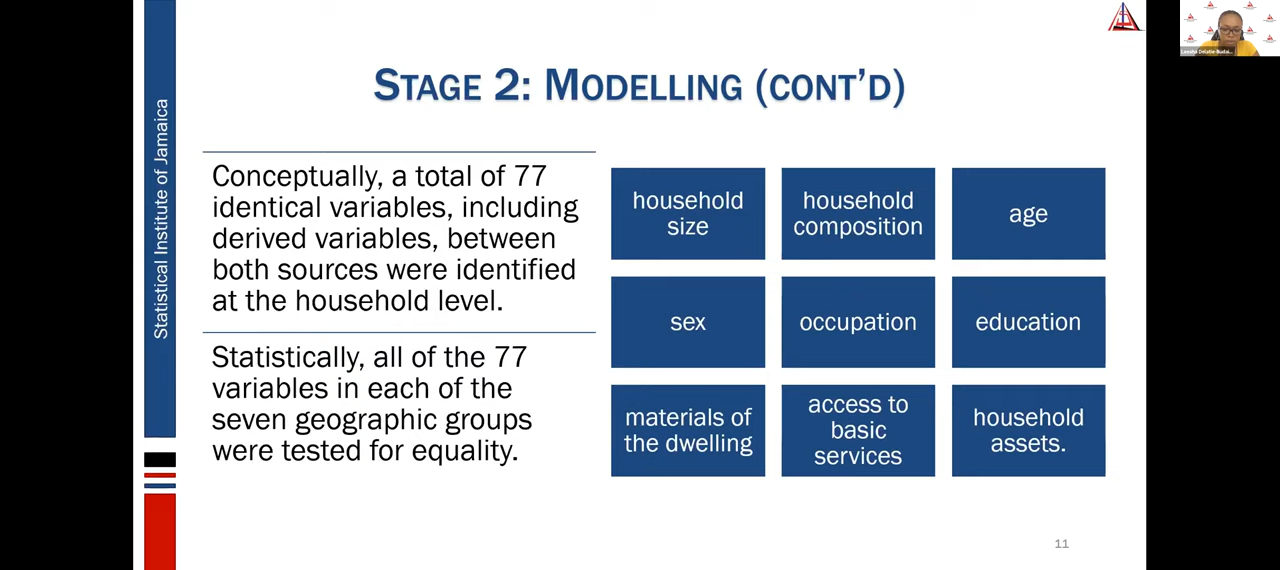 STAGE 2: MODELLING (CONT'D)
Statistical Institute of Jamaica
Conceptually, a total of 77
identical variables, including
derived variables, between
both sources were identified
at the household level.
Statistically, all of the 77
variables in each of the
seven geographic groups
were tested for equality.
household
size
household
composition
age
sex
occupation
education
materials of
the dwelling
access to
basic
services
household
assets.
11